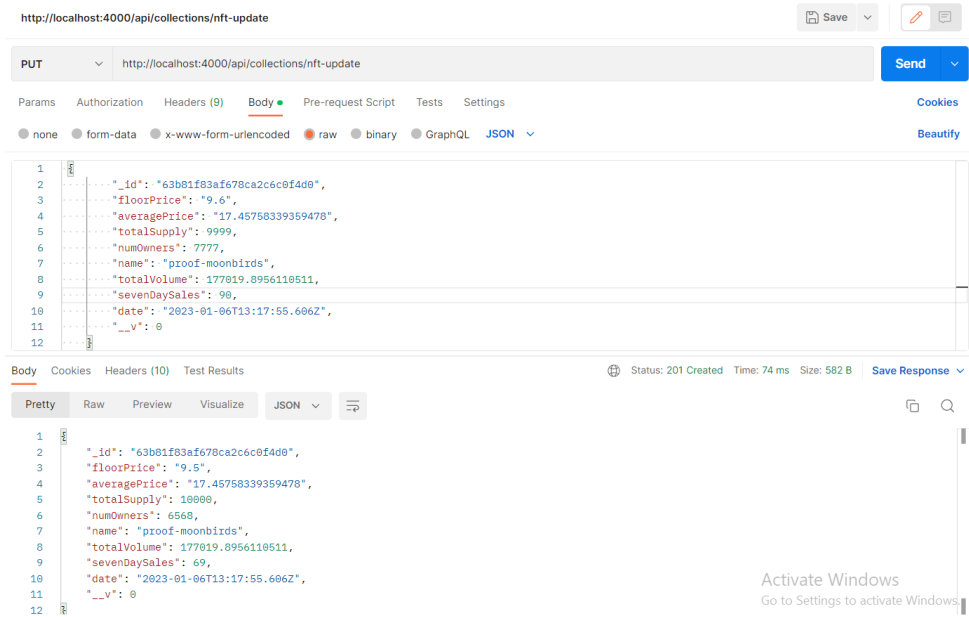 http://localhost:4000/api/collections/nft-update
Save
PUT
http://localhost:4000/api/collections/nft-update
Send
Params Authorization Headers (9) Body Pre-request Script Tests Settings
Cookies
none form-data x-www-form-urlencoded raw binary GraphQL JSON
Beautify
1 {
2 "_id": "63b81f83af678ca2c6c0f4d0",
3 "floorPrice": "9.6",
4 "averagePrice": "17.45758339359478",
5 "totalSupply": 9999,
6 "numOwners": 7777,
7 "name": "proof-moonbirds",
8 "totalVolume": 177019.8956110511,
9 "sevenDaySales": 90,
10 "date": "2023-01-06T13:17:55.606Z",
11 "__v": 0
12 }
Body Cookies Headers (10) Test Results
Status: 201 Created Time: 74 ms Size: 582 B Save Response
Pretty Raw Preview Visualize JSON
1 {
2 "_id": "63b81f83af678ca2c6c0f4d0",
3 "floorPrice": "9.5",
4 "averagePrice": "17.45758339359478",
5 "totalSupply": 10000,
6 "numOwners": 6568,
7 "name": "proof-moonbirds",
8 "totalVolume": 177019.8956110511,
9 "sevenDaySales": 69,
10 "date": "2023-01-06T13:17:55.606Z",
11 "__v": 0
12 }
Activate Windows
Go to Settings to activate Windows.